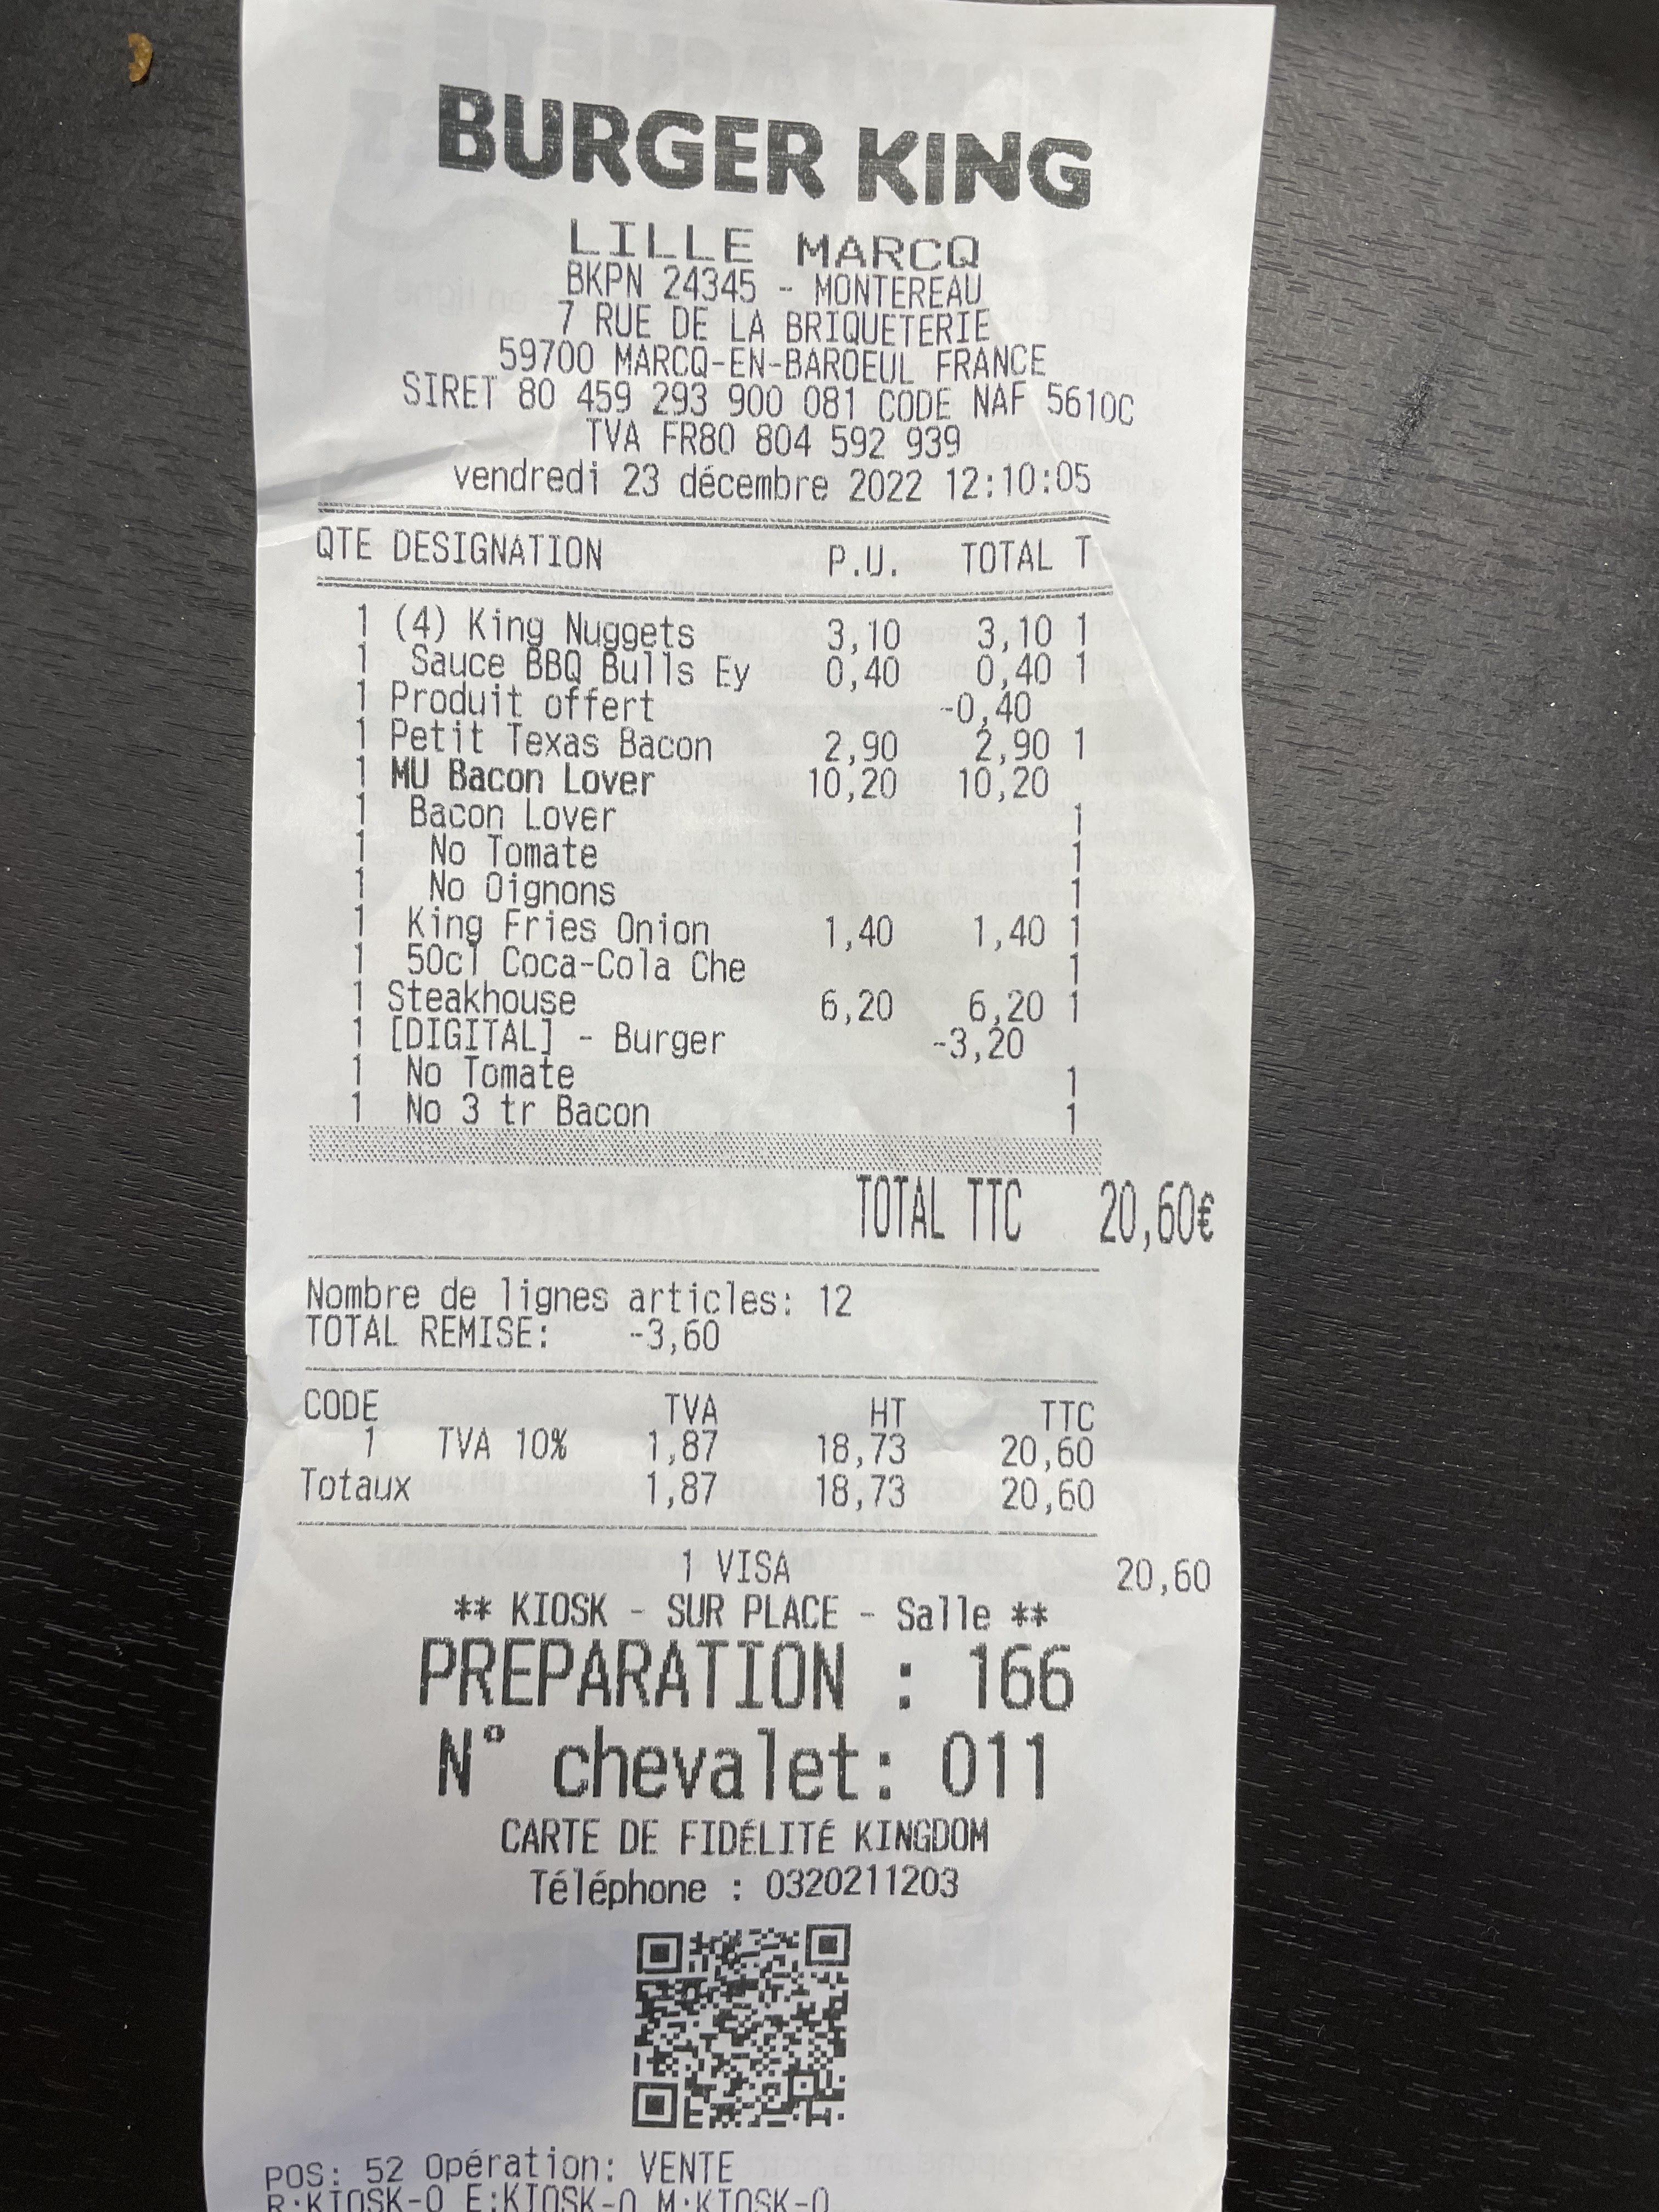 BURGER KING
LILLE MARCQ
BKPN 24345 - MONTEREAU
7 RUE DE LA BRIQUETERIE
59700 MARCQ-EN-BAROEUL FRANCE
SIRET 80 459 293 900 081 CODE NAF 5610C
TVA FR80 804 592 939
vendredi 23 décembre 2022 12:10:05
QTE DESIGNATION P.U. TOTAL T
1 (4) King Nuggets 3,10 3,10 1
1 Sauce BBQ Bulls Ey 0,40 0,40 1
1 Produit offert -0,40
1 Petit Texas Bacon 2,90 2,90 1
1 MU Bacon Lover 10,20 10,20
1 Bacon Lover 1
1 No Tomate 1
1 No Oignons 1
1 King Fries Onion 1,40 1,40 1
1 50cl Coca-Cola Che 1
1 Steakhouse 6,20 6,20 1
1 [DIGITAL] - Burger -3,20
1 No Tomate 1
1 No 3 tr Bacon 1
TOTAL TTC 20,60€
Nombre de lignes articles: 12
TOTAL REMISE: -3,60
CODE TVA HT TTC
1 TVA 10% 1,87 18,73 20,60
Totaux 1,87 18,73 20,60
1 VISA 20,60
** KIOSK - SUR PLACE - Salle **
PREPARATION : 166
N° chevalet: 011
CARTE DE FIDÉLITÉ KINGDOM
Téléphone : 0320211203
POS: 52 Opération: VENTE
R:KIOSK-0 E:KIOSK-0 M:KIOSK-0